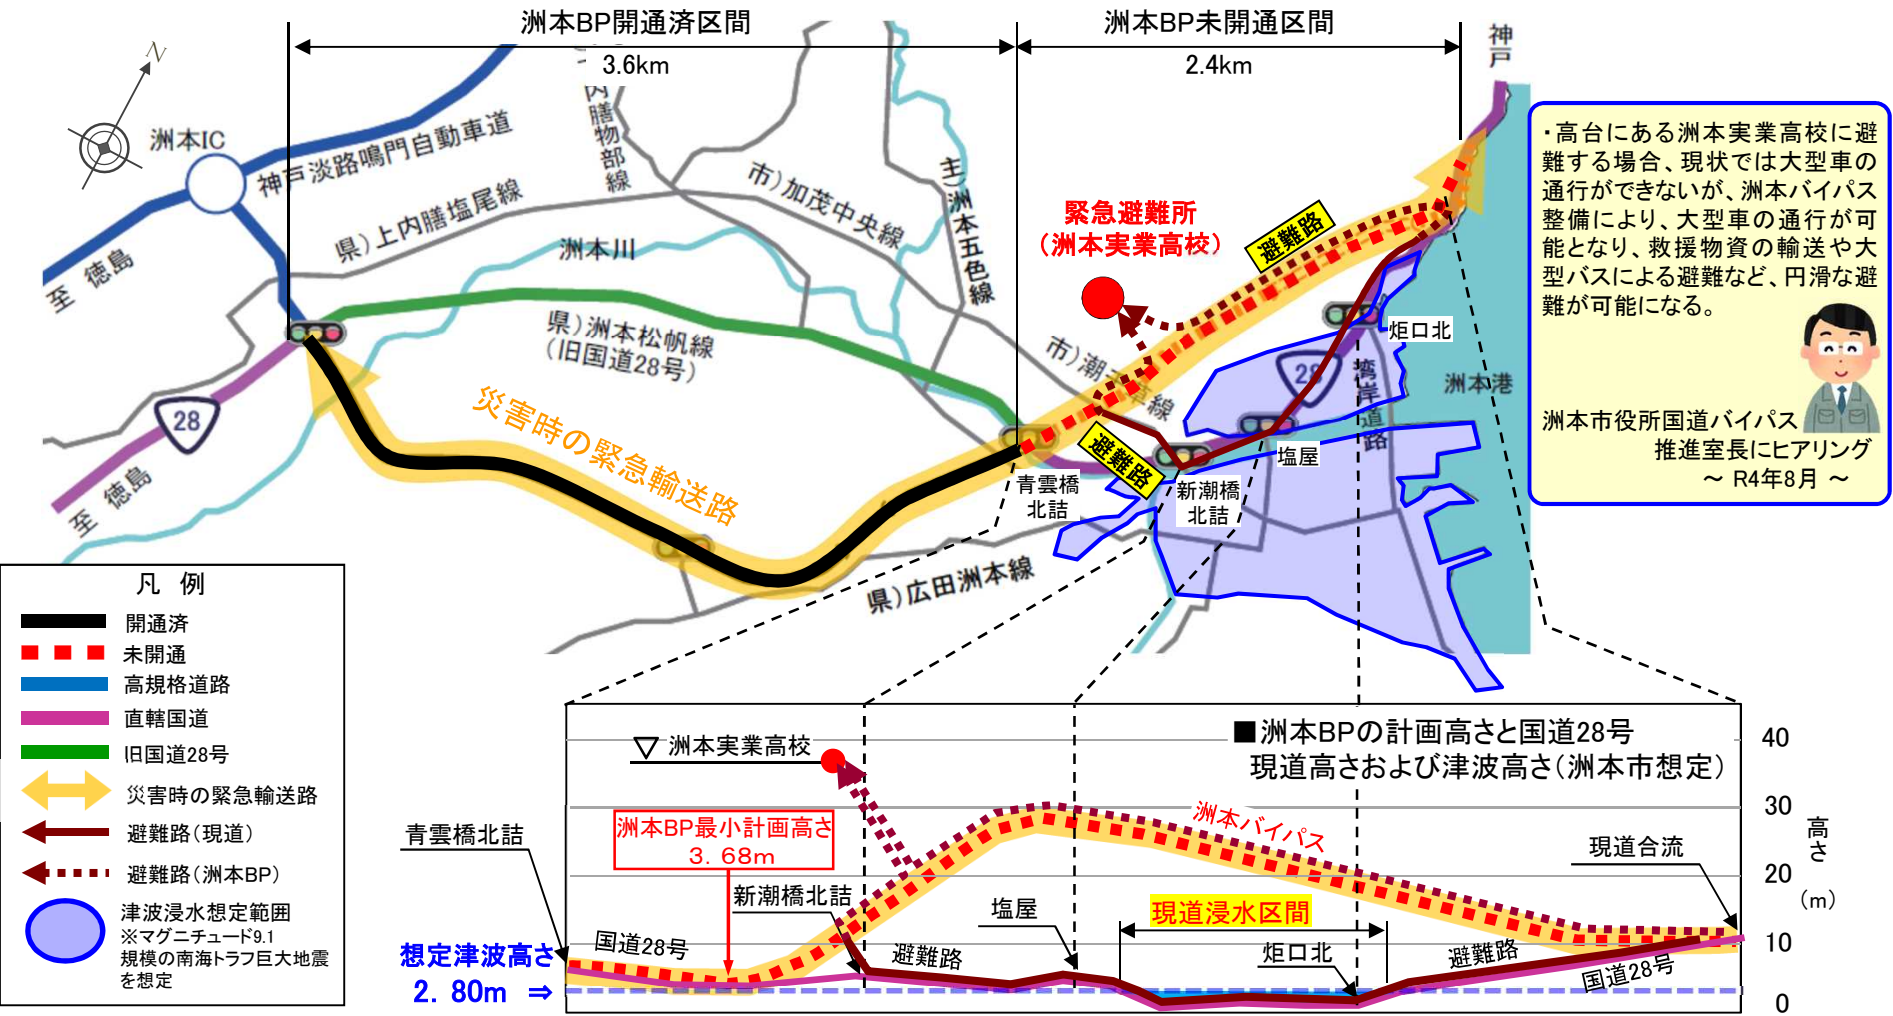 洲本BP開通済区間
3.6km
洲本BP未開通区間
2.4km
神戸
N
洲本IC
神戸淡路鳴門自動車道
内膳物部線
市)加茂中央線
主)洲本五色線
県)上内膳塩尾線
洲本川
至 徳島
県)洲本松帆線
(旧国道28号)
28
至 徳島
災害時の緊急輸送路
緊急避難所
(洲本実業高校)
避難路
避難路
28
炬口北
湾岸道路
洲本港
塩屋
青雲橋
北詰
新潮橋
北詰
県)広田洲本線
・高台にある洲本実業高校に避
難する場合、現状では大型車の
通行ができないが、洲本バイパス
整備により、大型車の通行が可
能となり、救援物資の輸送や大
型バスによる避難など、円滑な避
難が可能になる。
洲本市役所国道バイパス
推進室長にヒアリング
～ R4年8月 ～
凡 例
開通済
未開通
高規格道路
直轄国道
旧国道28号
災害時の緊急輸送路
避難路(現道)
避難路(洲本BP)
津波浸水想定範囲
※マグニチュード9.1
規模の南海トラフ巨大地震
を想定
■洲本BPの計画高さと国道28号
現道高さおよび津波高さ(洲本市想定)
▽ 洲本実業高校
洲本BP最小計画高さ
3．68m
青雲橋北詰
新潮橋北詰
塩屋
現道浸水区間
炬口北
洲本バイパス
現道合流
国道28号
避難路
避難路
国道28号
想定津波高さ
2．80m ⇒
40
30
20
10
0
高さ
(m)